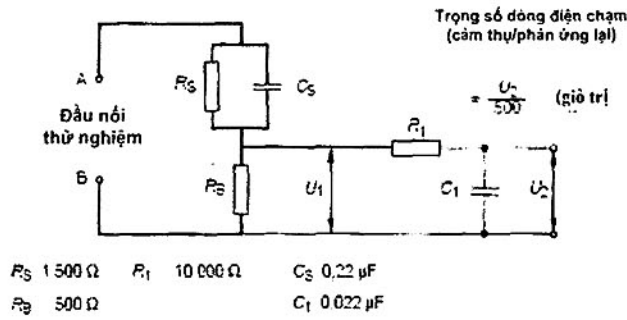 Trọng số dòng điện chạm
(cảm thụ/phản ứng lại)
= U2/500 (giò trị
A
Đầu nối
thử nghiệm
B
RS
CS
RB
U1
R1
C1
U2
RS 1 500 Ω R1 10 000 Ω CS 0,22 µF
RB 500 Ω C1 0,022 µF